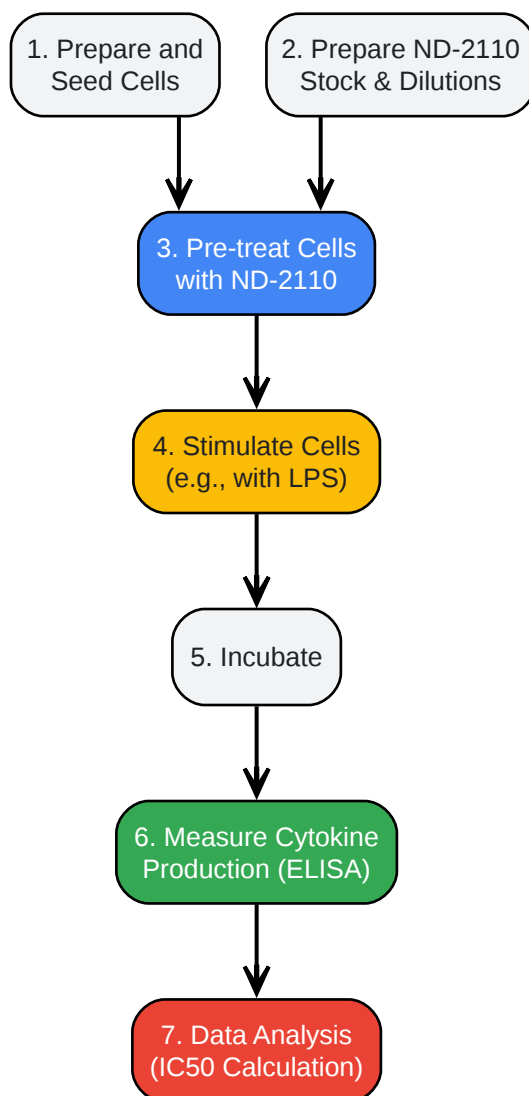 1. Prepare and
Seed Cells
2. Prepare ND-2110
Stock & Dilutions
3. Pre-treat Cells
with ND-2110
4. Stimulate Cells
(e.g., with LPS)
5. Incubate
6. Measure Cytokine
Production (ELISA)
7. Data Analysis
(IC50 Calculation)